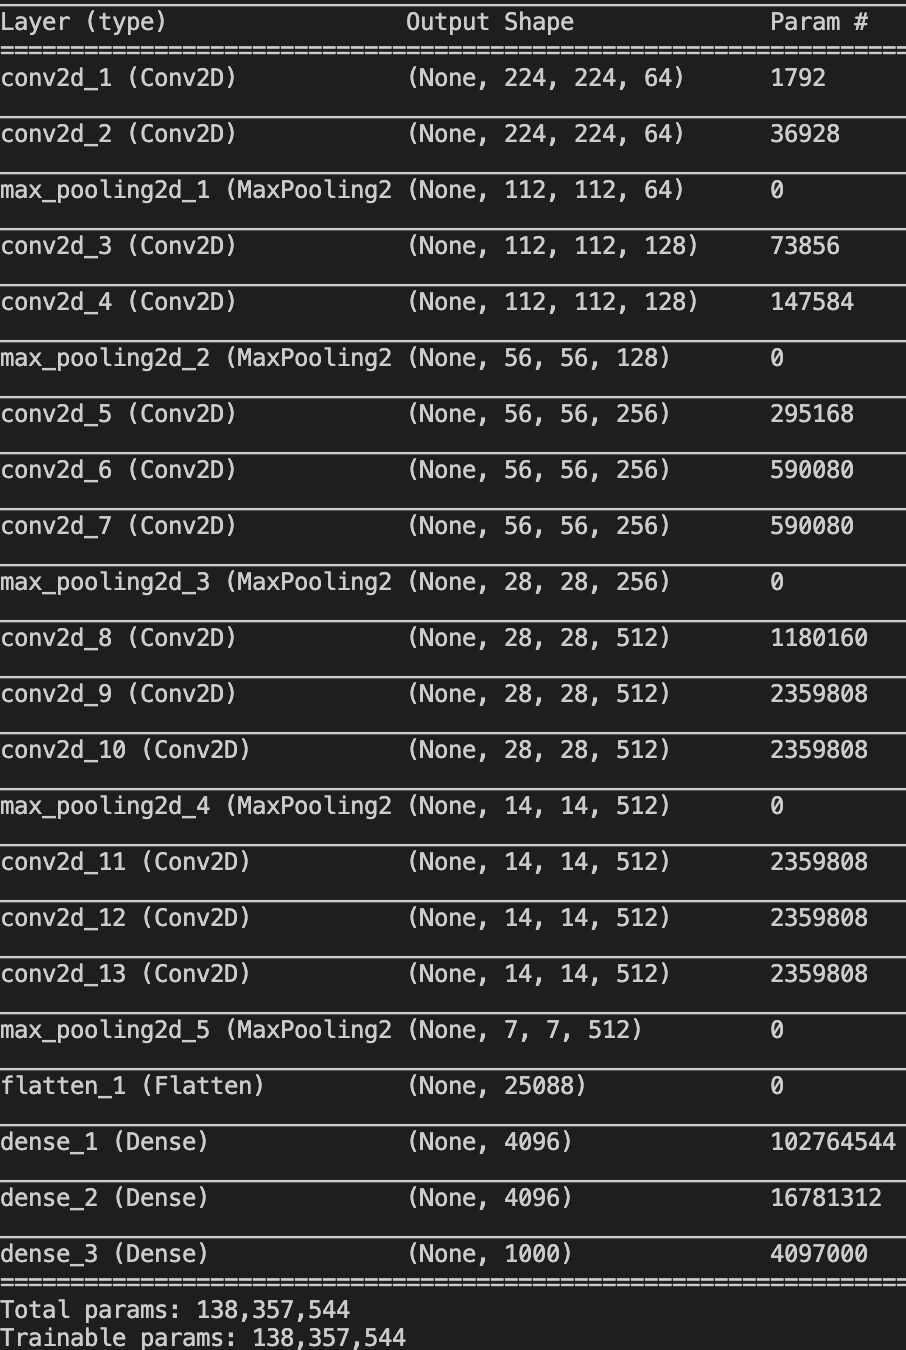 Layer (type) Output Shape Param #
conv2d_1 (Conv2D) (None, 224, 224, 64) 1792
conv2d_2 (Conv2D) (None, 224, 224, 64) 36928
max_pooling2d_1 (MaxPooling2 (None, 112, 112, 64) 0
conv2d_3 (Conv2D) (None, 112, 112, 128) 73856
conv2d_4 (Conv2D) (None, 112, 112, 128) 147584
max_pooling2d_2 (MaxPooling2 (None, 56, 56, 128) 0
conv2d_5 (Conv2D) (None, 56, 56, 256) 295168
conv2d_6 (Conv2D) (None, 56, 56, 256) 590080
conv2d_7 (Conv2D) (None, 56, 56, 256) 590080
max_pooling2d_3 (MaxPooling2 (None, 28, 28, 256) 0
conv2d_8 (Conv2D) (None, 28, 28, 512) 1180160
conv2d_9 (Conv2D) (None, 28, 28, 512) 2359808
conv2d_10 (Conv2D) (None, 28, 28, 512) 2359808
max_pooling2d_4 (MaxPooling2 (None, 14, 14, 512) 0
conv2d_11 (Conv2D) (None, 14, 14, 512) 2359808
conv2d_12 (Conv2D) (None, 14, 14, 512) 2359808
conv2d_13 (Conv2D) (None, 14, 14, 512) 2359808
max_pooling2d_5 (MaxPooling2 (None, 7, 7, 512) 0
flatten_1 (Flatten) (None, 25088) 0
dense_1 (Dense) (None, 4096) 102764544
dense_2 (Dense) (None, 4096) 16781312
dense_3 (Dense) (None, 1000) 4097000
Total params: 138,357,544
Trainable params: 138,357,544